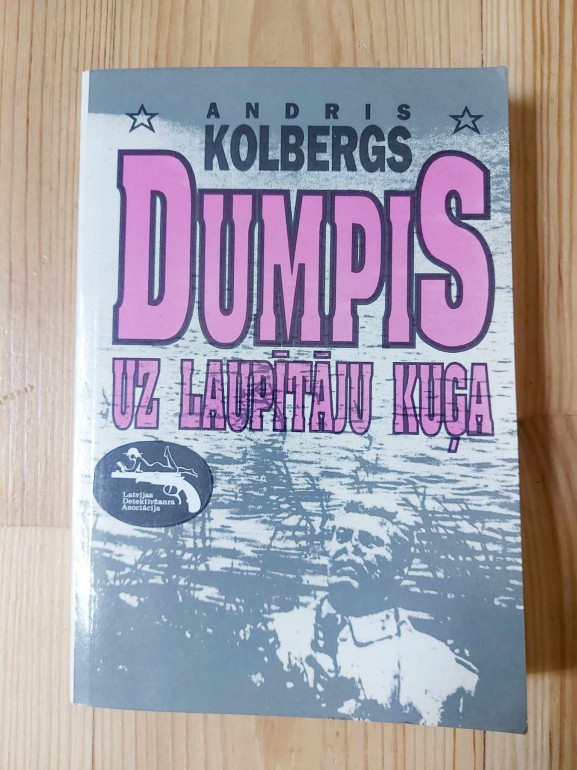 ANDRIS
KOLBERGS
DUMPIS
UZ LAUPĪTĀJU KUĢA
Latvijas
Detektīvžanra
Asociācija